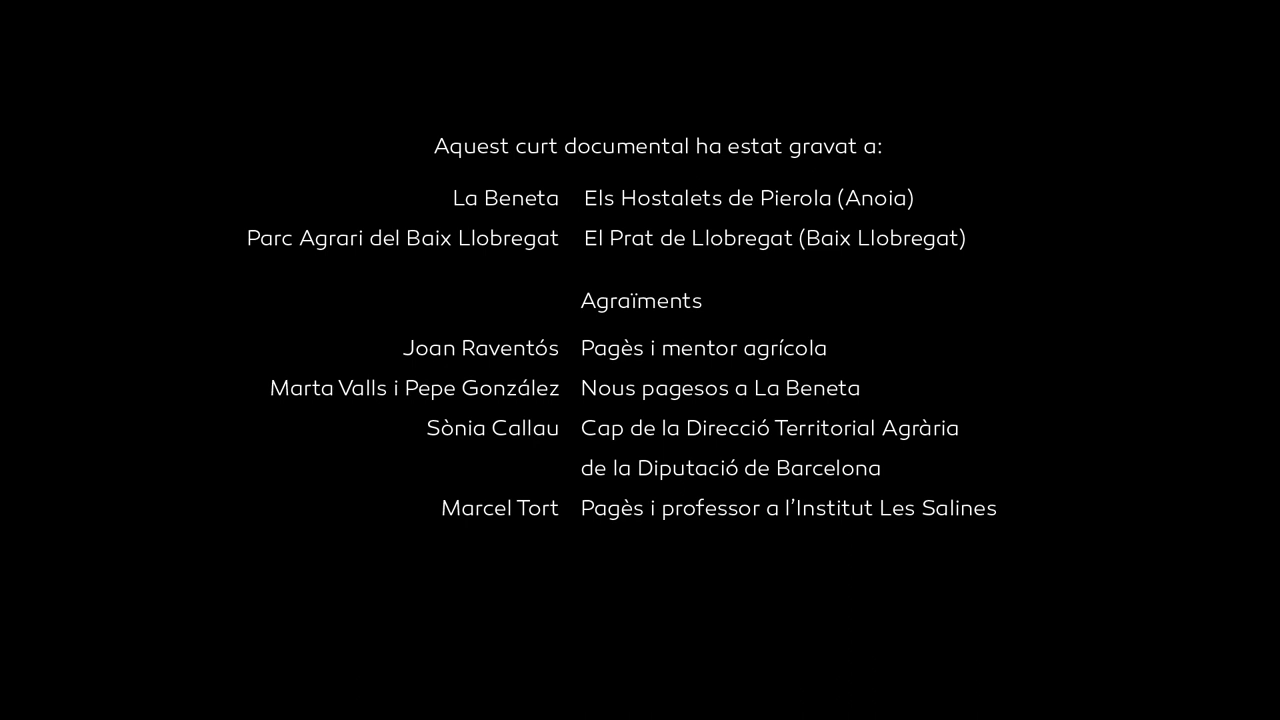 Aquest curt documental ha estat gravat a:
La Beneta Els Hostalets de Pierola (Anoia)
Parc Agrari del Baix Llobregat El Prat de Llobregat (Baix Llobregat)
Agraïments
Joan Raventós Pagès i mentor agrícola
Marta Valls i Pepe González Nous pagesos a La Beneta
Sònia Callau Cap de la Direcció Territorial Agrària
de la Diputació de Barcelona
Marcel Tort Pagès i professor a l’Institut Les Salines